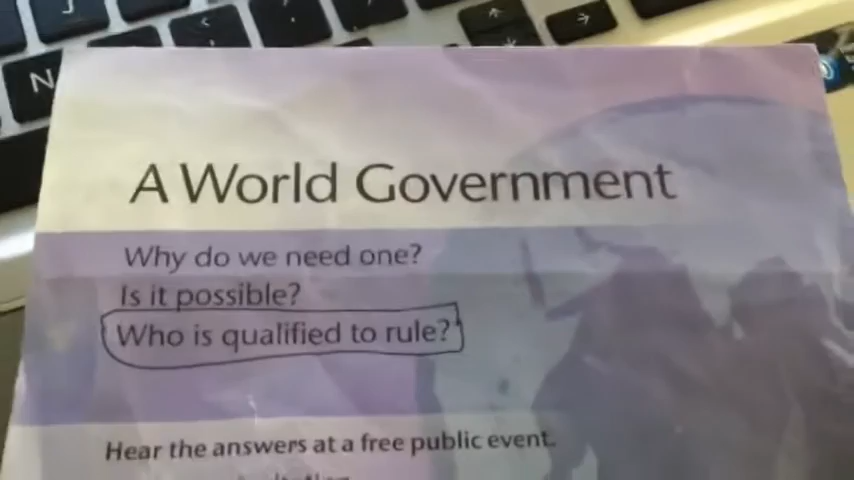 N
A World Government
Why do we need one?
Is it possible?
Who is qualified to rule?
Hear the answers at a free public event.